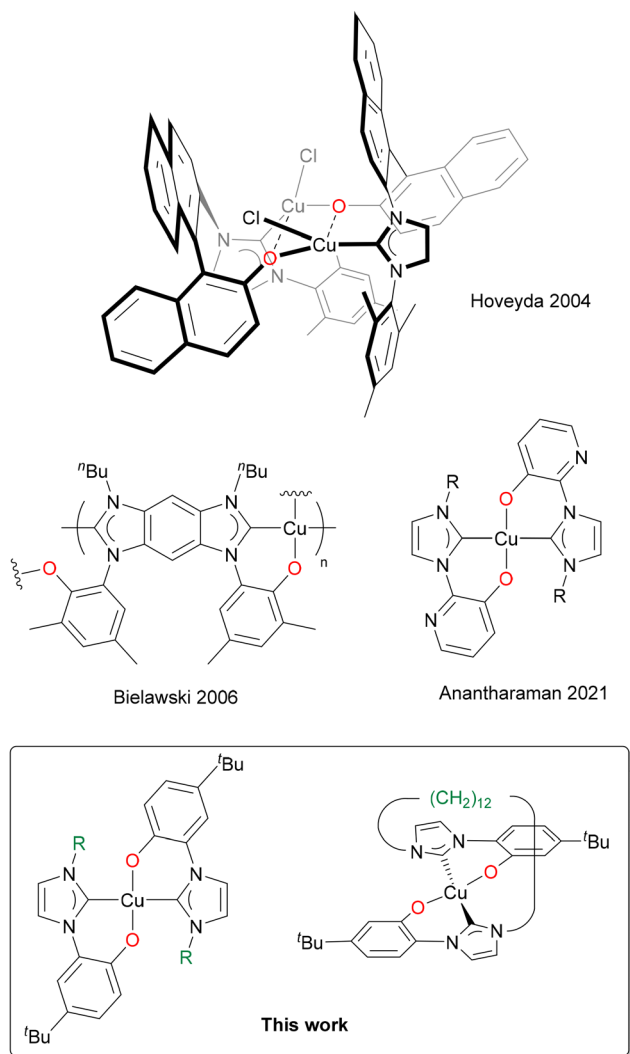 Cl
Cu
O
Cl
N
Cu
N
O
N
N
Hoveyda 2004
ⁿBu
ⁿBu
N
N
Cu
N
N
n
O
O
Bielawski 2006
R
N
O
N
N
Cu
N
O
N
R
N
Anantharaman 2021
ᵗBu
R
N
O
N
Cu
N
O
N
R
ᵗBu
(CH₂)₁₂
N
N
ᵗBu
O
Cu
O
N
N
ᵗBu
This work